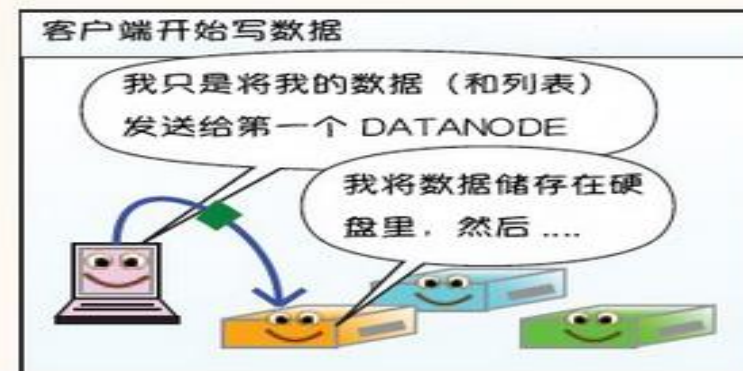 客户端开始写数据
我只是将我的数据（和列表）
发送给第一个 DATANODE
我将数据储存在硬
盘里，然后 ....